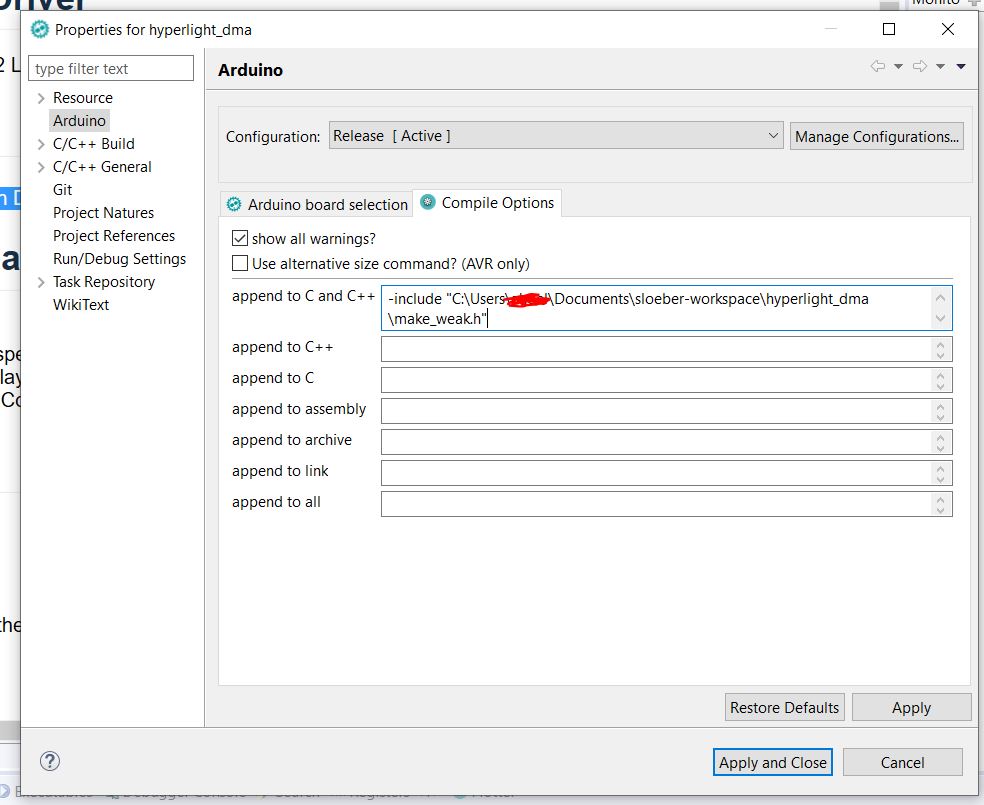 Properties for hyperlight_dma
type filter text
Resource
Arduino
C/C++ Build
C/C++ General
Git
Project Natures
Project References
Run/Debug Settings
Task Repository
WikiText
Arduino
Configuration:
Release [ Active ]
Manage Configurations...
Arduino board selection
Compile Options
show all warnings?
Use alternative size command? (AVR only)
append to C and C++
-include "C:\Users\ \Documents\sloeber-workspace\hyperlight_dma
\make_weak.h"
append to C++
append to C
append to assembly
append to archive
append to link
append to all
Restore Defaults
Apply
Apply and Close
Cancel